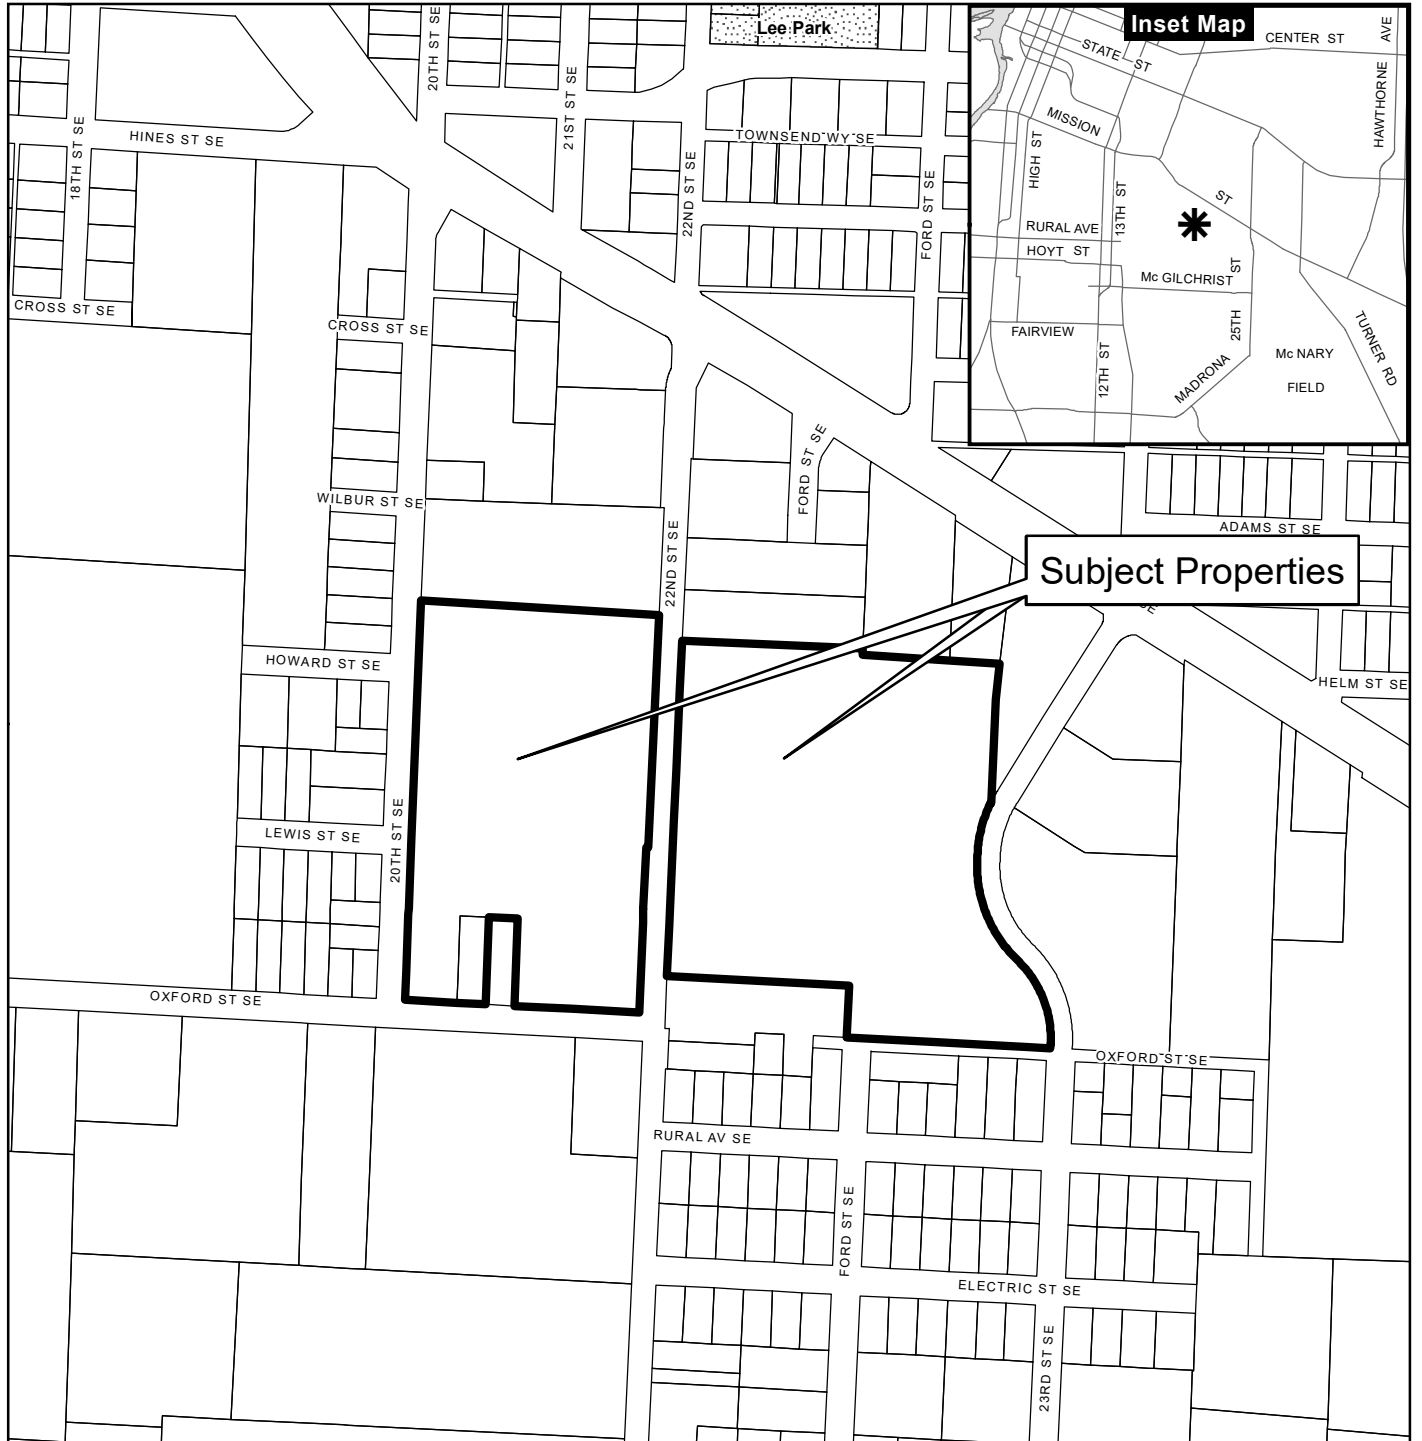 Lee Park
20TH ST SE
21ST ST SE
18TH ST SE
HINES ST SE
TOWNSEND WY SE
22ND ST SE
FORD ST SE
CROSS ST SE
CROSS ST SE
Inset Map
CENTER ST
HAWTHORNE AVE
STATE ST
MISSION
ST
HIGH ST
13TH ST
RURAL AVE
HOYT ST
Mc GILCHRIST
ST
25TH
FAIRVIEW
12TH ST
MADRONA
Mc NARY
FIELD
TURNER RD
FORD ST SE
WILBUR ST SE
22ND ST SE
ADAMS ST SE
Subject Properties
SE
HOWARD ST SE
HELM ST SE
20TH ST SE
LEWIS ST SE
OXFORD ST SE
OXFORD ST SE
RURAL AV SE
FORD ST SE
ELECTRIC ST SE
23RD ST SE